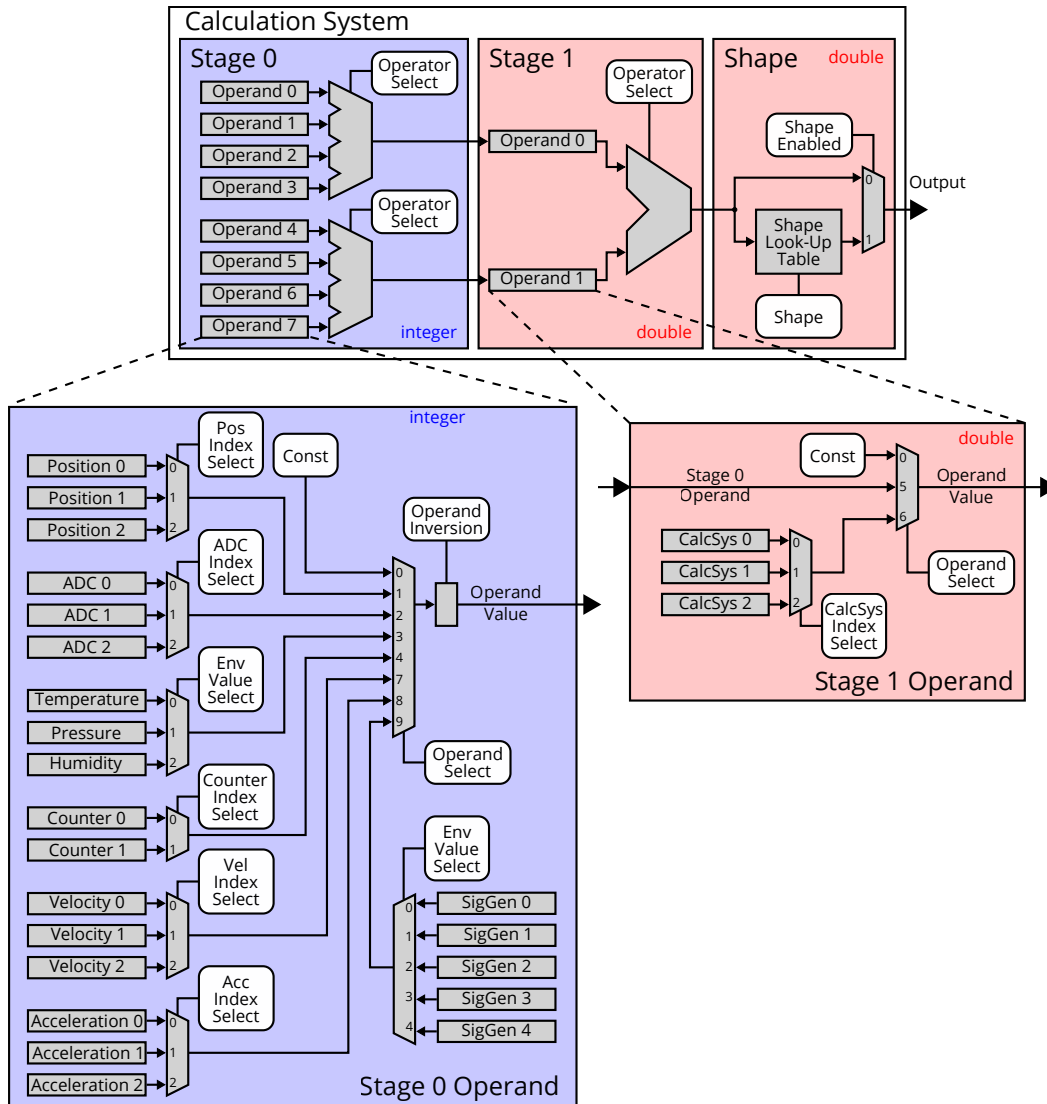 Calculation System
Stage 0
Operator
Select
Operand 0
Operand 1
Operand 2
Operand 3
Operator
Select
Operand 4
Operand 5
Operand 6
Operand 7
integer
Stage 1
Operator
Select
Operand 0
Operand 1
double
Shape
double
Shape
Enabled
0
1
Output
Shape
Look-Up
Table
Shape
integer
Pos
Index
Select
Position 0
Position 1
Position 2
0
1
2
Const
ADC
Index
Select
ADC 0
ADC 1
ADC 2
0
1
2
Operand
Inversion
0
1
2
3
4
7
8
9
Operand
Value
Operand
Select
Env
Value
Select
Temperature
Pressure
Humidity
0
1
2
Counter
Index
Select
Counter 0
Counter 1
0
1
Vel
Index
Select
Velocity 0
Velocity 1
Velocity 2
0
1
2
Acc
Index
Select
Acceleration 0
Acceleration 1
Acceleration 2
0
1
2
Env
Value
Select
0
1
2
3
4
SigGen 0
SigGen 1
SigGen 2
SigGen 3
SigGen 4
Stage 0 Operand
double
Const
Stage 0
Operand
0
5
6
Operand
Value
CalcSys 0
CalcSys 1
CalcSys 2
0
1
2
Operand
Select
CalcSys
Index
Select
Stage 1 Operand